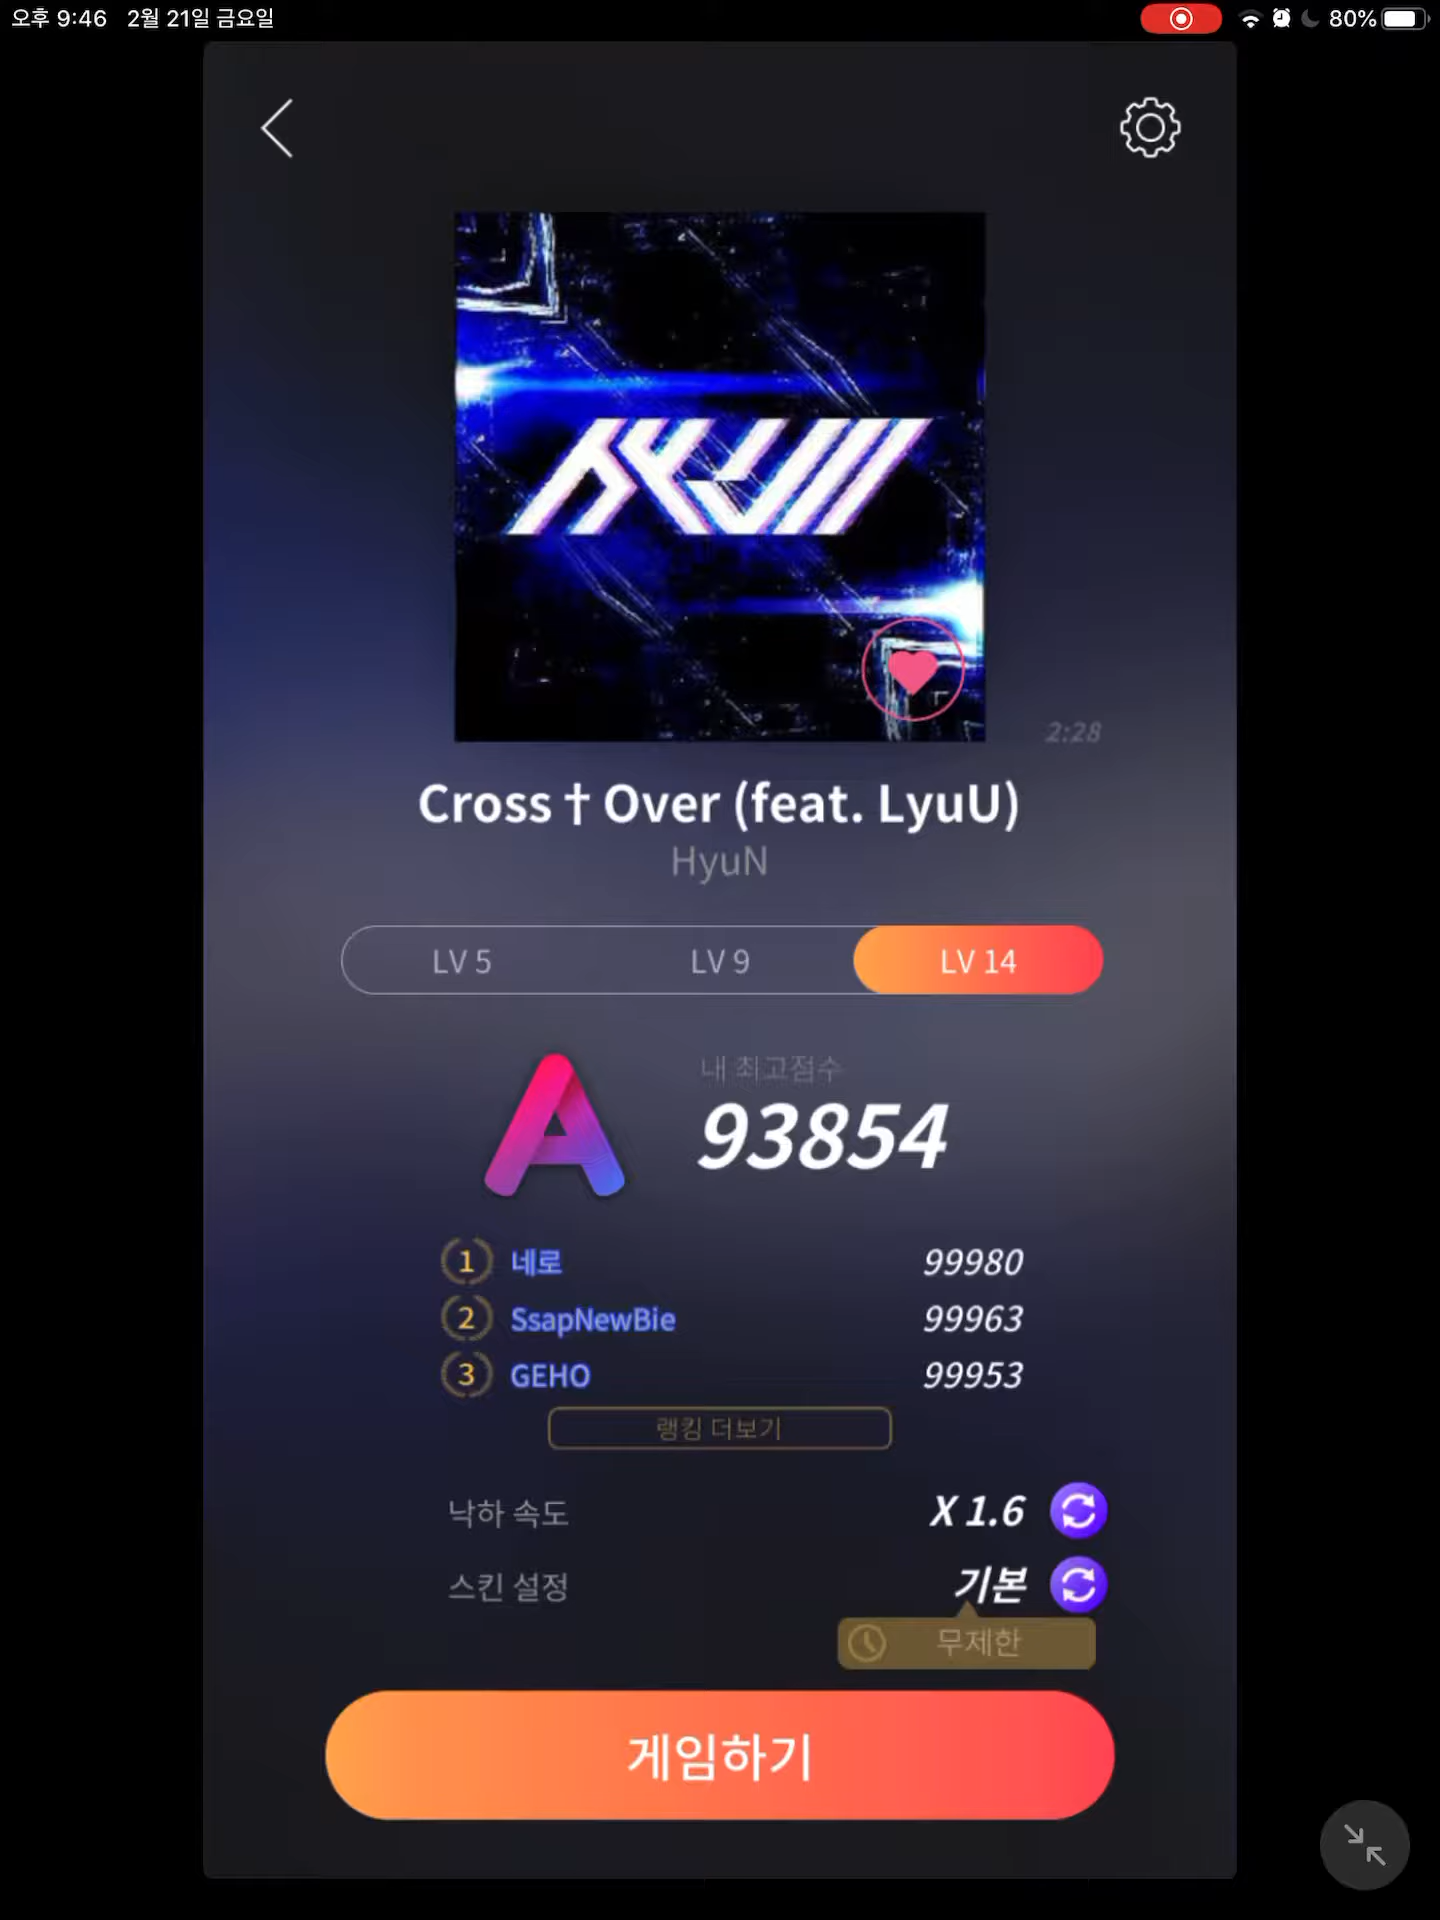 오후 9:46 2월 21일 금요일 80%
2:28
Cross † Over (feat. LyuU)
HyuN
LV 5 LV 9 LV 14
내 최고점수
A 93854
1 네로 99980
2 SsapNewBie 99963
3 GEHO 99953
랭킹 더보기
낙하 속도 X 1.6
스킨 설정 기본
무제한
게임하기